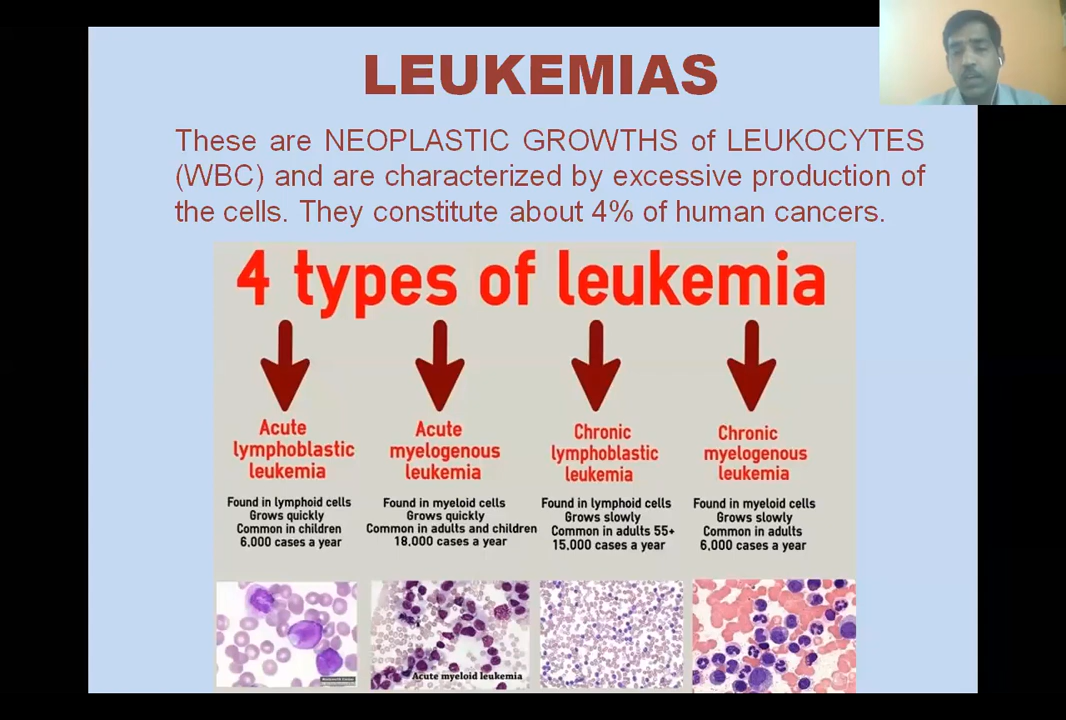 LEUKEMIAS
These are NEOPLASTIC GROWTHS of LEUKOCYTES
(WBC) and are characterized by excessive production of
the cells. They constitute about 4% of human cancers.
4 types of leukemia
Acute
lymphoblastic
leukemia
Found in lymphoid cells
Grows quickly
Common in children
6,000 cases a year
Acute
myelogenous
leukemia
Found in myeloid cells
Grows quickly
Common in adults and children
18,000 cases a year
Chronic
lymphoblastic
leukemia
Found in lymphoid cells
Grows slowly
Common in adults 55+
15,000 cases a year
Chronic
myelogenous
leukemia
Found in myeloid cells
Grows slowly
Common in adults
6,000 cases a year
Acute myeloid leukemia